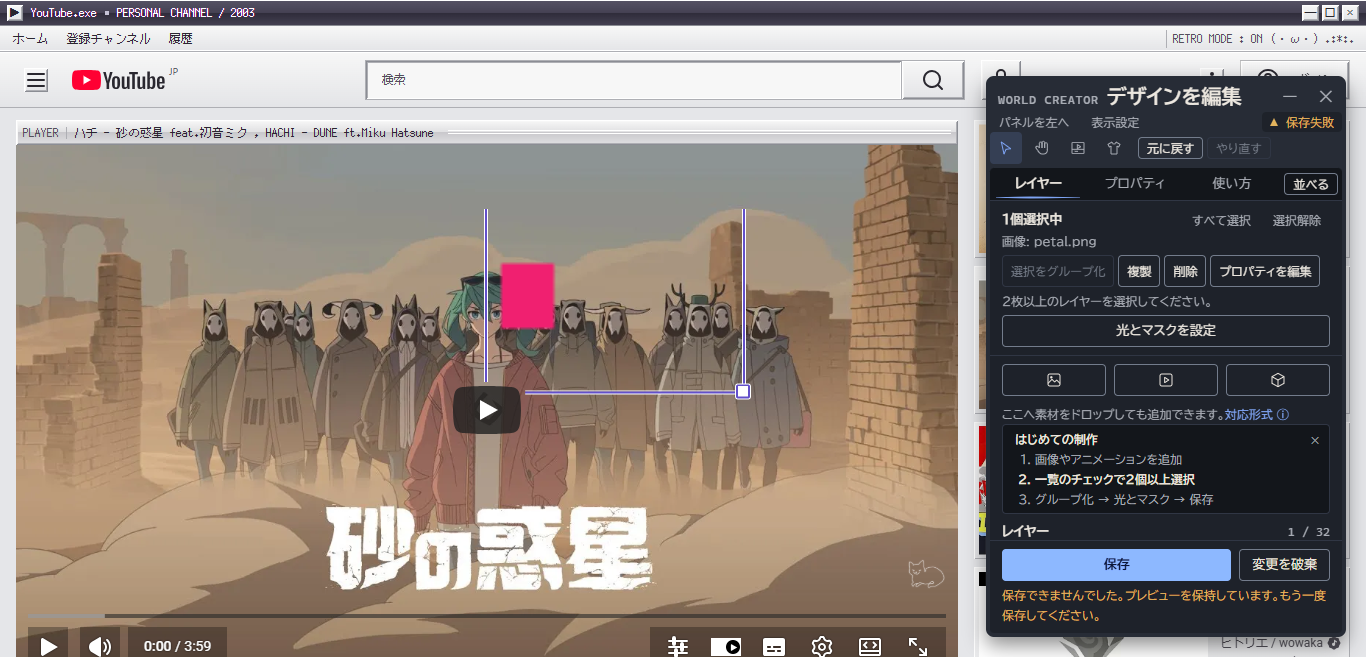 YouTube.exe ▪ PERSONAL CHANNEL / 2003
ホーム 登録チャンネル 履歴
RETRO MODE : ON (・ω・) .:*:.
YouTube JP
検索
PLAYER ハチ - 砂の惑星 feat.初音ミク , HACHI - DUNE ft.Miku Hatsune
砂の惑星
0:00 / 3:59
WORLD CREATOR デザインを編集
パネルを左へ 表示設定
▲ 保存失敗
元に戻す やり直す
レイヤー プロパティ 使い方 並べる
1個選択中 すべて選択 選択解除
画像: petal.png
選択をグループ化 複製 削除 プロパティを編集
2枚以上のレイヤーを選択してください。
光とマスクを設定
ここへ素材をドロップしても追加できます。対応形式 ⓘ
はじめての制作 ×
1. 画像やアニメーションを追加
2. 一覧のチェックで2個以上選択
3. グループ化 → 光とマスク → 保存
レイヤー 1 / 32
保存 変更を破棄
保存できませんでした。プレビューを保持しています。もう一度
保存してください。
ヒトリエ / wowaka